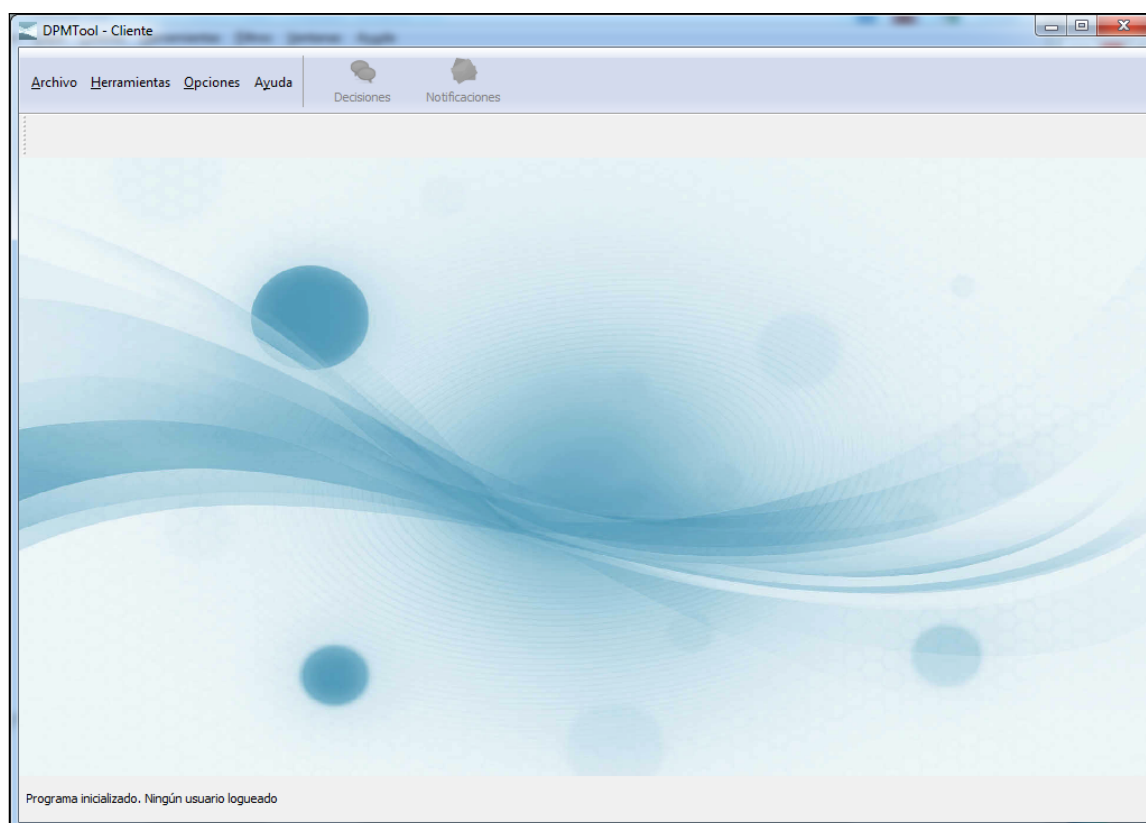 DPMTool - Cliente
Archivo Herramientas Opciones Ayuda
Decisiones Notificaciones
Programa inicializado. Ningún usuario logueado